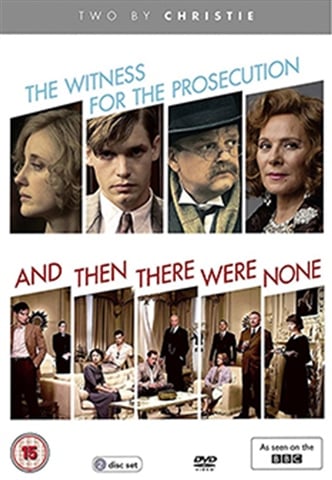 TWO BY CHRISTIE
THE WITNESS
FOR THE PROSECUTION
AND THEN THERE WERE NONE
15
2 disc set
DVD
VIDEO
As seen on the
BBC